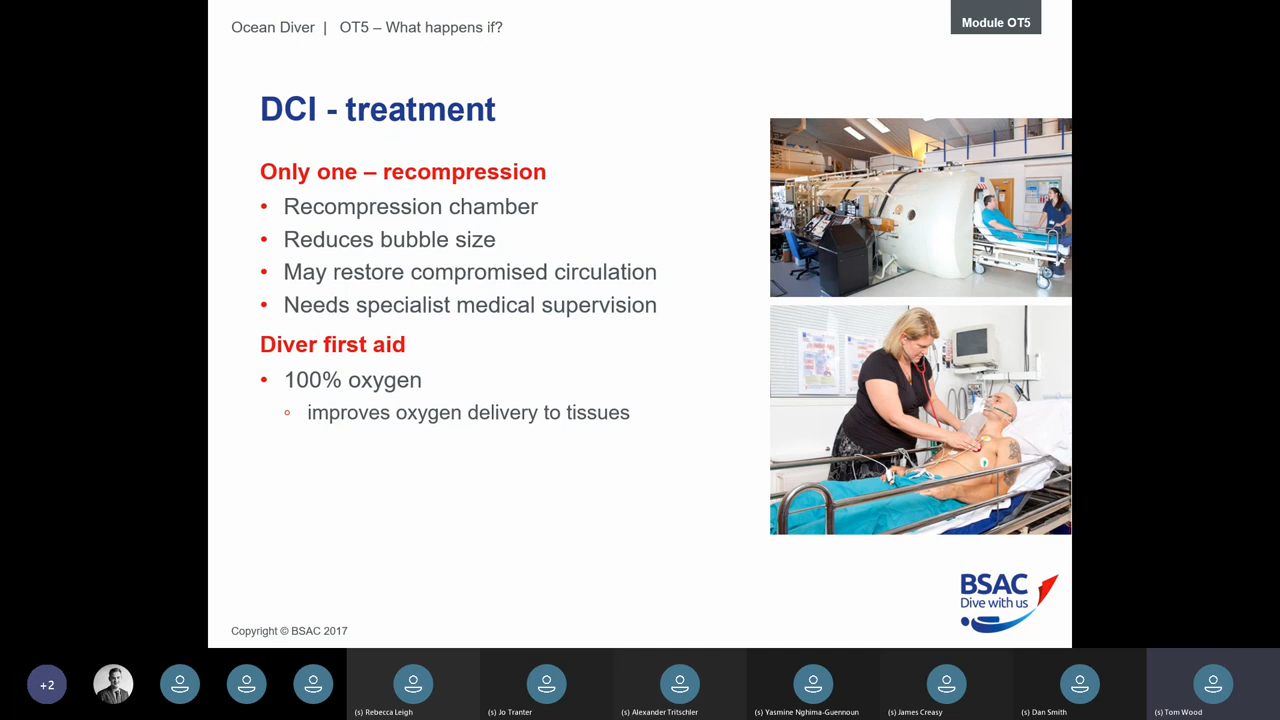 Ocean Diver | OT5 – What happens if?
Module OT5
DCI - treatment
Only one – recompression
• Recompression chamber
• Reduces bubble size
• May restore compromised circulation
• Needs specialist medical supervision
Diver first aid
• 100% oxygen
◦ improves oxygen delivery to tissues
BSAC
Dive with us
Copyright © BSAC 2017
+2
(s) Rebecca Leigh
(s) Jo Tranter
(s) Alexander Tritschler
(s) Yasmine Nghima-Guennoun
(s) James Creasy
(s) Dan Smith
(s) Tom Wood